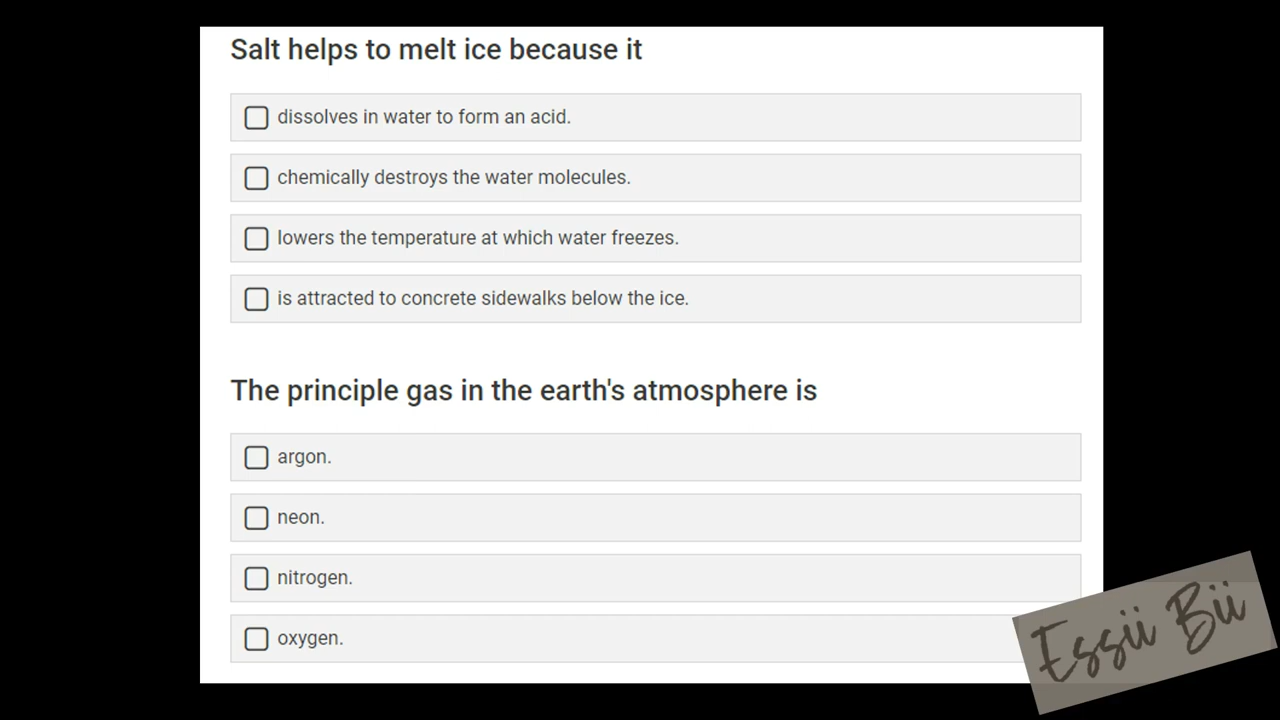 Salt helps to melt ice because it
dissolves in water to form an acid.
chemically destroys the water molecules.
lowers the temperature at which water freezes.
is attracted to concrete sidewalks below the ice.
The principle gas in the earth's atmosphere is
argon.
neon.
nitrogen.
oxygen.
Essii Bii